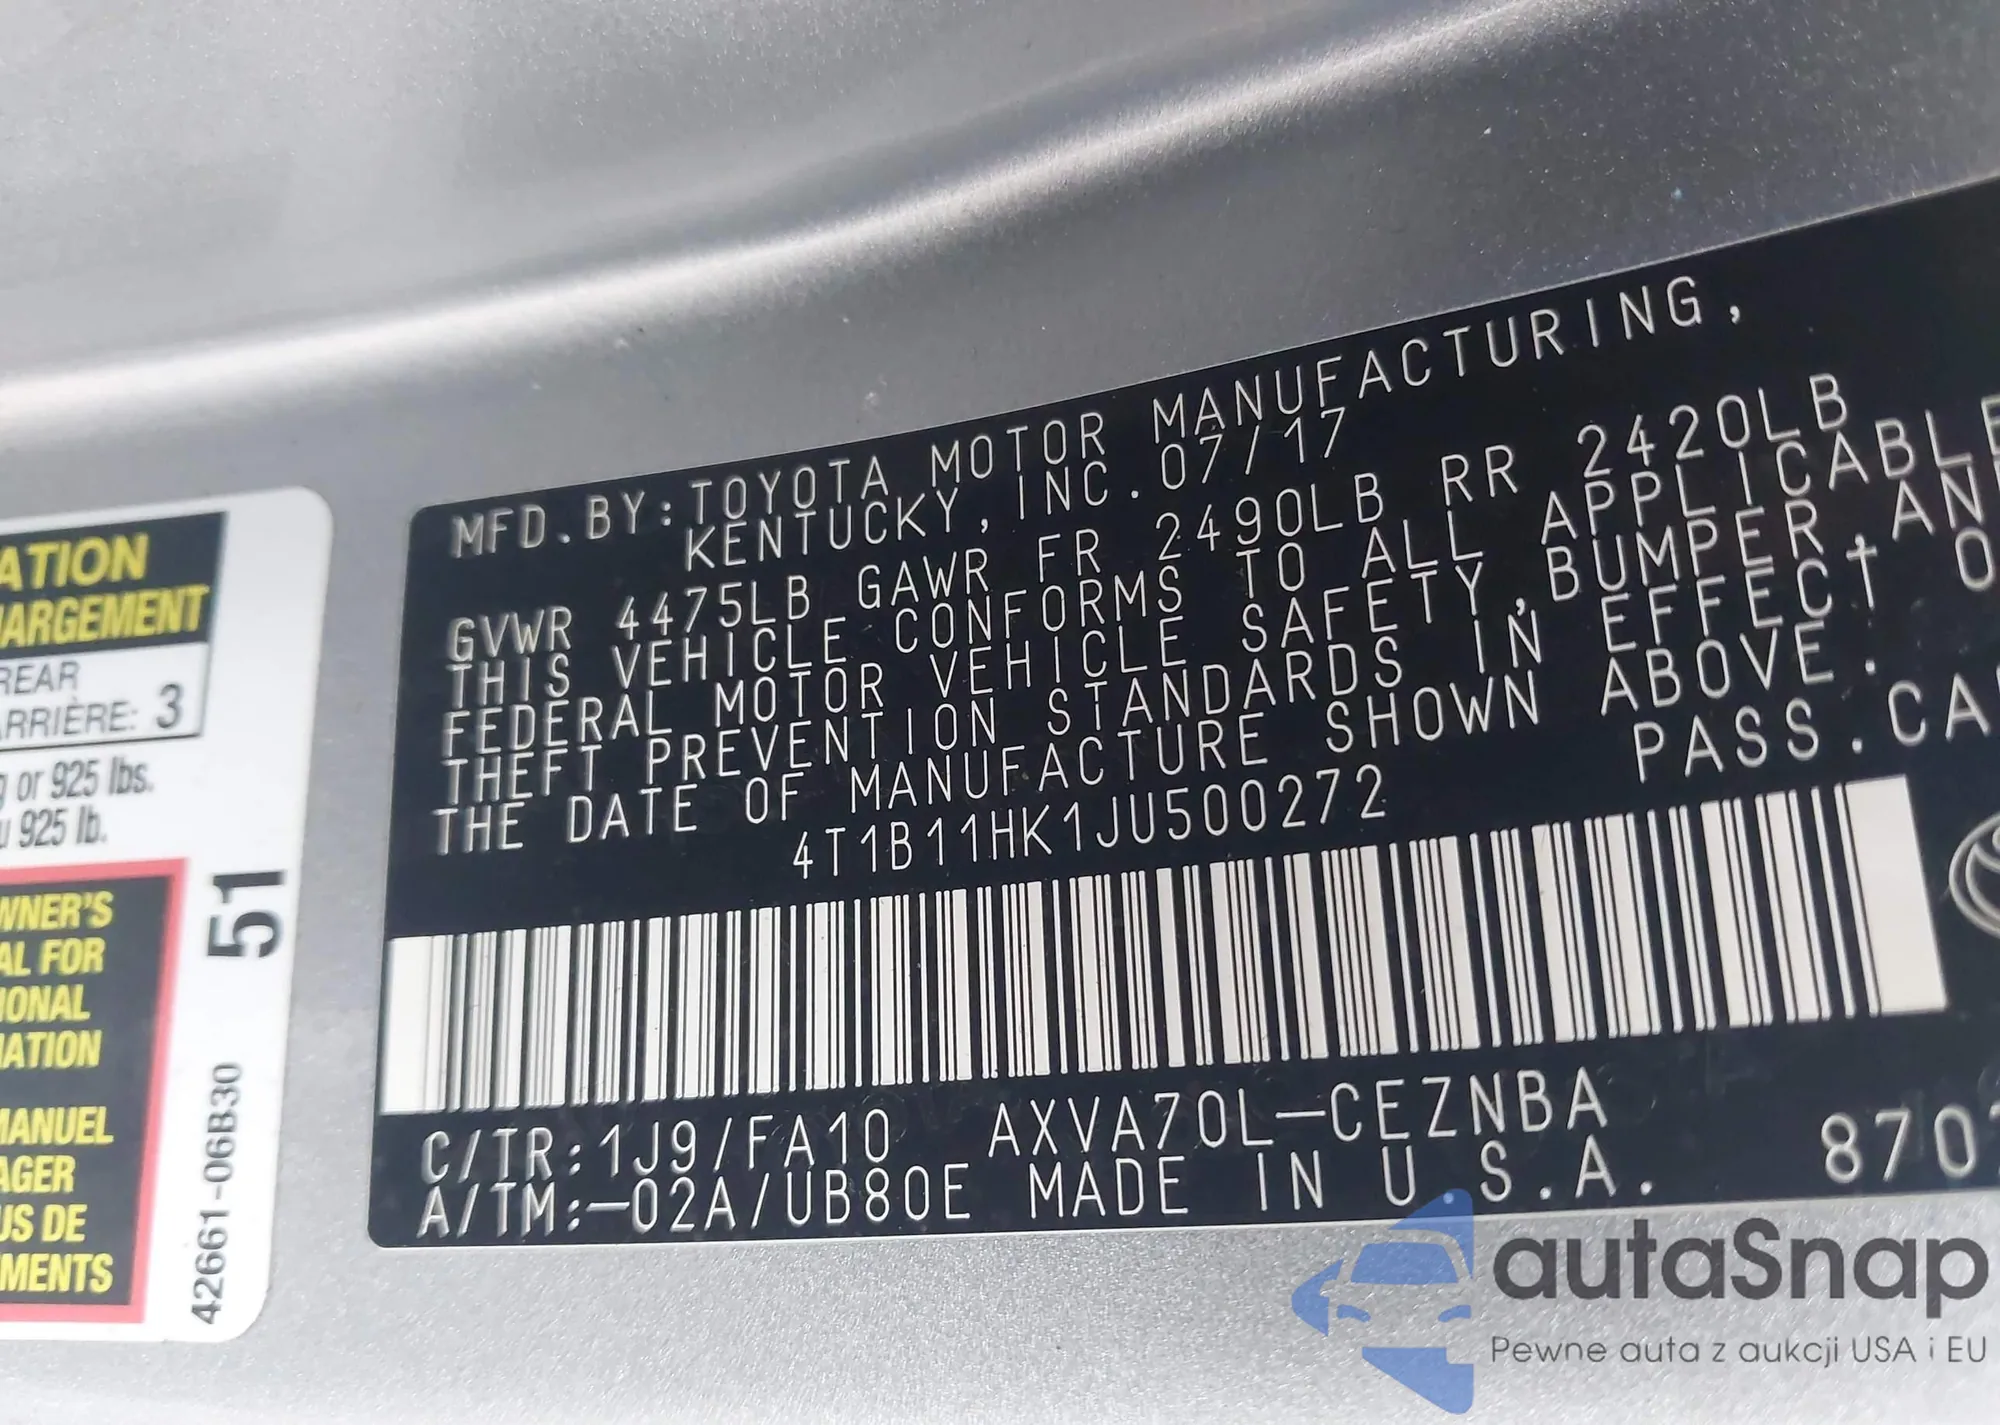 ATION
HARGEMENT
REAR
ARRIÈRE: 3
g or 925 lbs.
u 925 lb.
WNER'S
AL FOR
IONAL
IATION
MANUEL
AGER
US DE
MENTS
51
42661-06B30
MFD.BY:TOYOTA MOTOR MANUFACTURING,
KENTUCKY,INC.07/17
GVWR 4475LB GAWR FR 2490LB RR 2420LB
THIS VEHICLE CONFORMS TO ALL APPLICABLE
FEDERAL MOTOR VEHICLE SAFETY,BUMPER,AND
THEFT PREVENTION STANDARDS IN EFFECT O
THE DATE OF MANUFACTURE SHOWN ABOVE.
4T1B11HK1JU500272 PASS.CA
C/TR:1J9/FA10 AXVA70L-CEZNBA
A/TM:-02A/UB80E MADE IN U.S.A. 870
autaSnap
Pewne auta z aukcji USA i EU